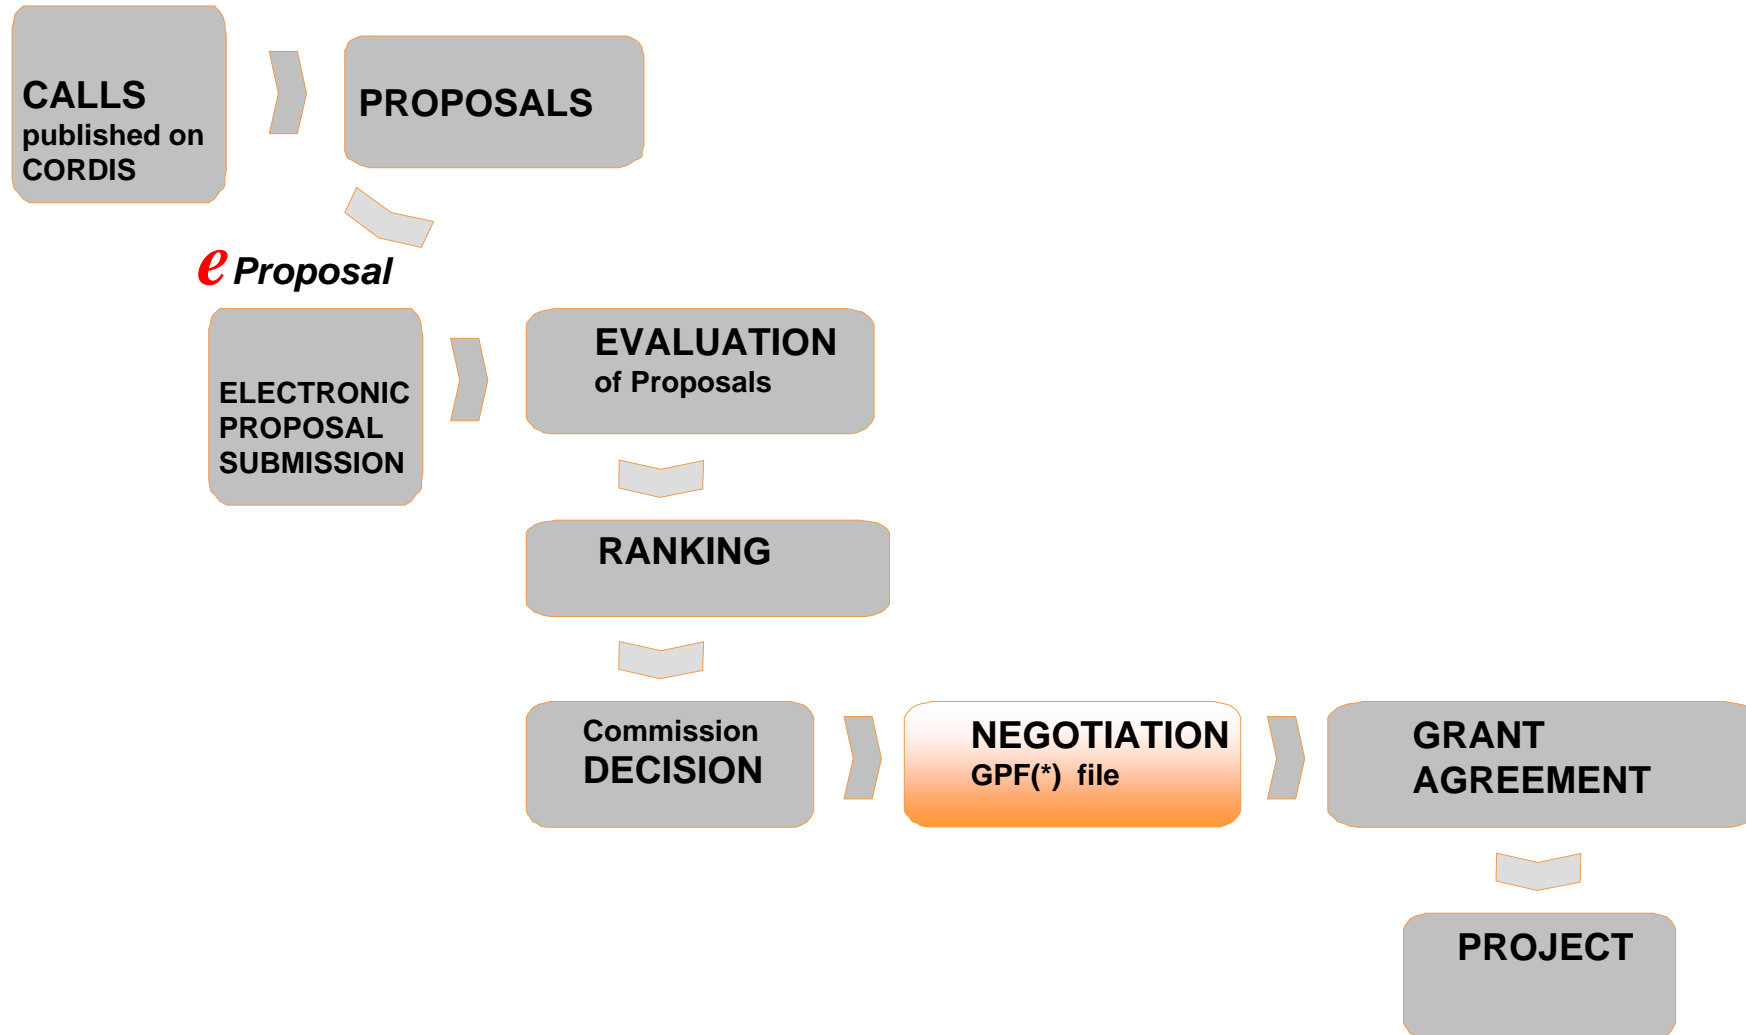 CALLS
published on
CORDIS
PROPOSALS
e Proposal
ELECTRONIC
PROPOSAL
SUBMISSION
EVALUATION
of Proposals
RANKING
Commission
DECISION
NEGOTIATION
GPF(*) file
GRANT
AGREEMENT
PROJECT